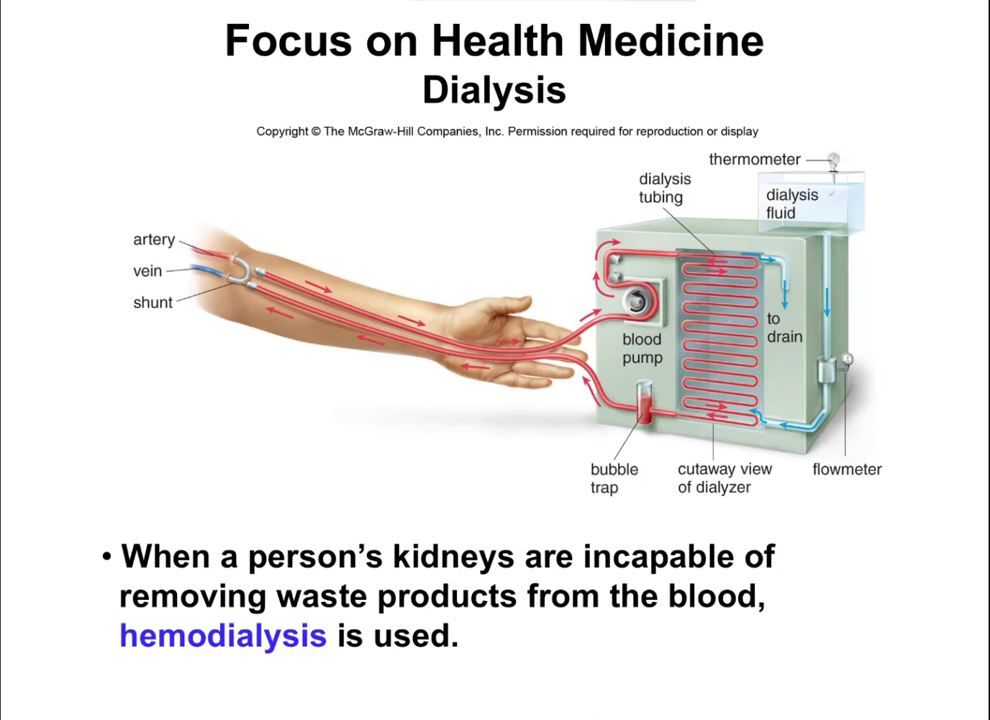 Focus on Health Medicine
Dialysis
Copyright © The McGraw-Hill Companies, Inc. Permission required for reproduction or display
thermometer
dialysis
tubing
dialysis
fluid
artery
vein
shunt
to
drain
blood
pump
bubble
trap
cutaway view
of dialyzer
flowmeter
• When a person’s kidneys are incapable of
removing waste products from the blood,
hemodialysis is used.